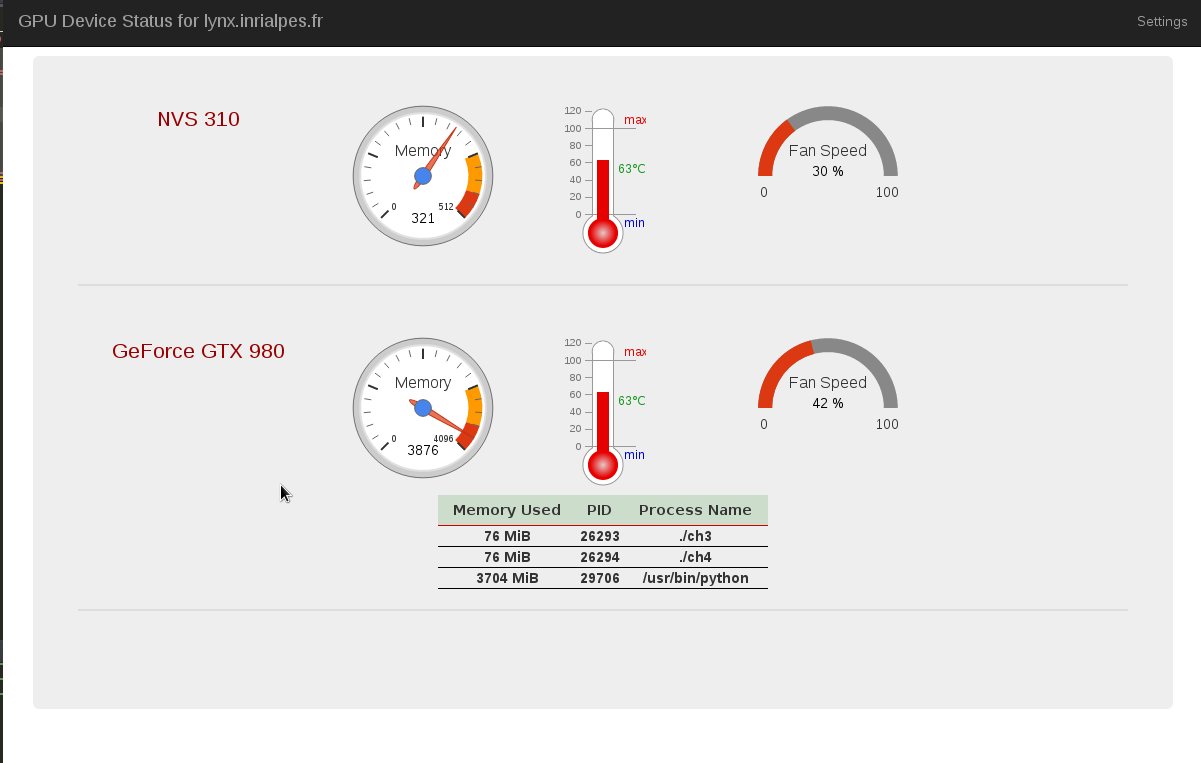 GPU Device Status for lynx.inrialpes.fr
Settings
NVS 310
Memory
0
512
321
120
100
80
60
40
20
0
max
63°C
min
Fan Speed
30 %
0
100
GeForce GTX 980
Memory
0
4096
3876
120
100
80
60
40
20
0
max
63°C
min
Fan Speed
42 %
0
100
Memory Used PID Process Name
76 MiB 26293 ./ch3
76 MiB 26294 ./ch4
3704 MiB 29706 /usr/bin/python